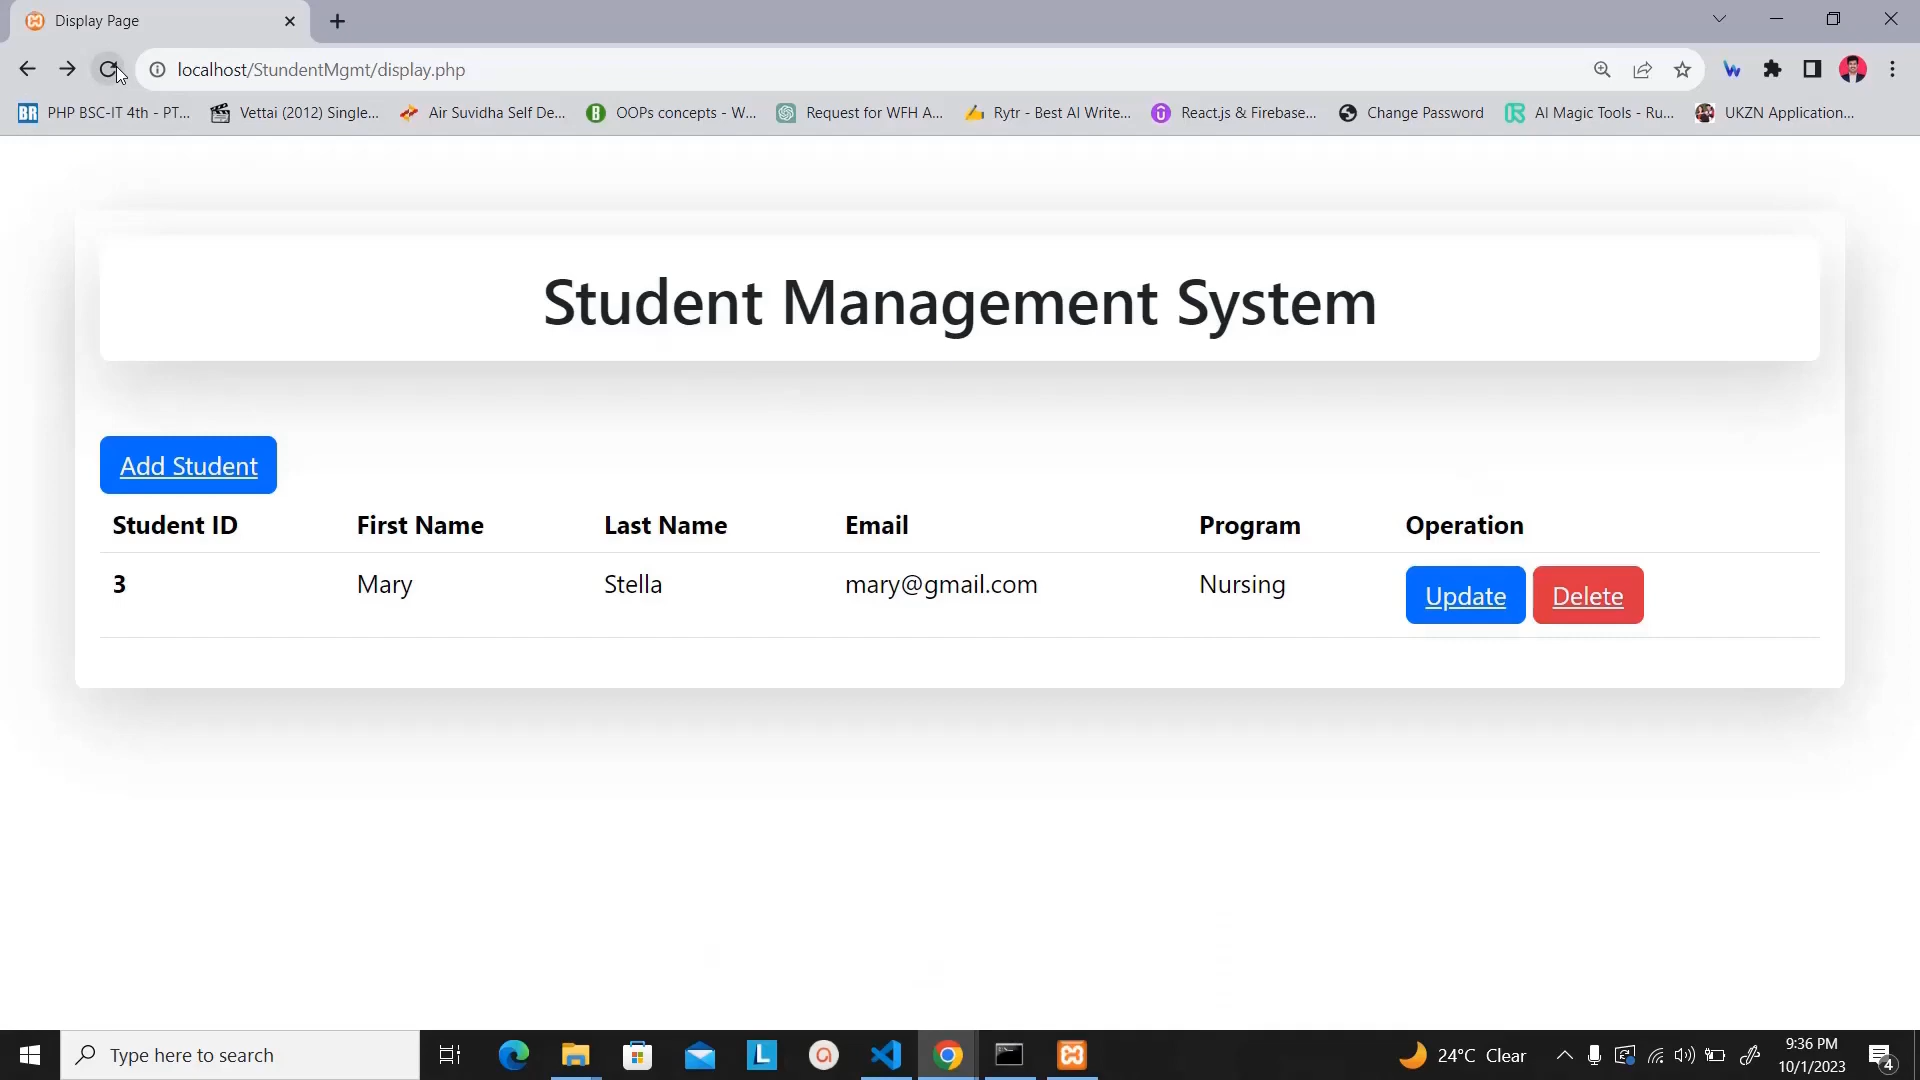 Display Page
localhost/StundentMgmt/display.php
BR PHP BSC-IT 4th - PT... Vettai (2012) Single... Air Suvidha Self De... B OOPs concepts - W... Request for WFH A... Rytr - Best AI Write... React.js & Firebase... Change Password AI Magic Tools - Ru... UKZN Application...
Student Management System
Add Student
Student ID First Name Last Name Email Program Operation
3 Mary Stella mary@gmail.com Nursing Update Delete
Type here to search L 24°C Clear 9:36 PM
10/1/2023 4